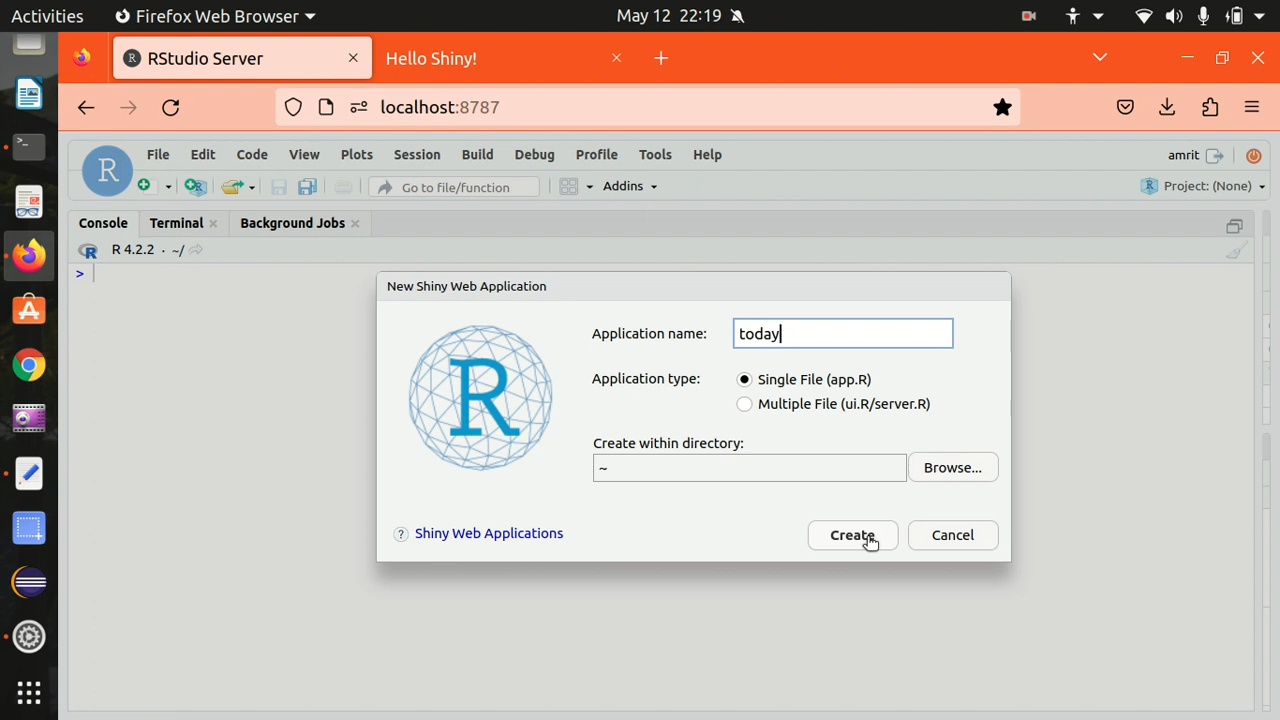 Activities Firefox Web Browser May 12 22:19
RStudio Server Hello Shiny!
localhost:8787
File Edit Code View Plots Session Build Debug Profile Tools Help amrit
Go to file/function Addins Project: (None)
Console Terminal Background Jobs
R 4.2.2 · ~/
>
New Shiny Web Application
Application name: today
Application type: Single File (app.R)
Multiple File (ui.R/server.R)
Create within directory:
~ Browse...
? Shiny Web Applications Create Cancel